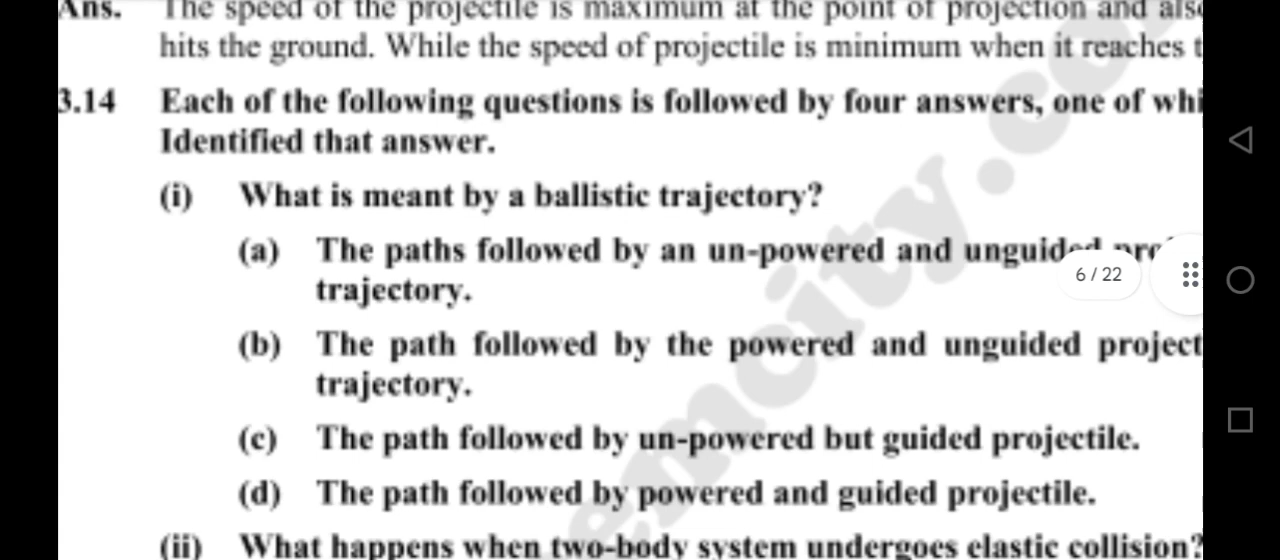 Ans. The speed of the projectile is maximum at the point of projection and
hits the ground. While the speed of projectile is minimum when it reaches
3.14 Each of the following questions is followed by four answers, one of
Identified that answer.
(i) What is meant by a ballistic trajectory?
(a) The paths followed by an un-powered and
6 / 22
trajectory.
(b) The path followed by the powered and unguided
trajectory.
(c) The path followed by un-powered but guided projectile.
(d) The path followed by powered and guided projectile.
(ii) What happens when two-body system undergoes elastic collision?
emcity.co